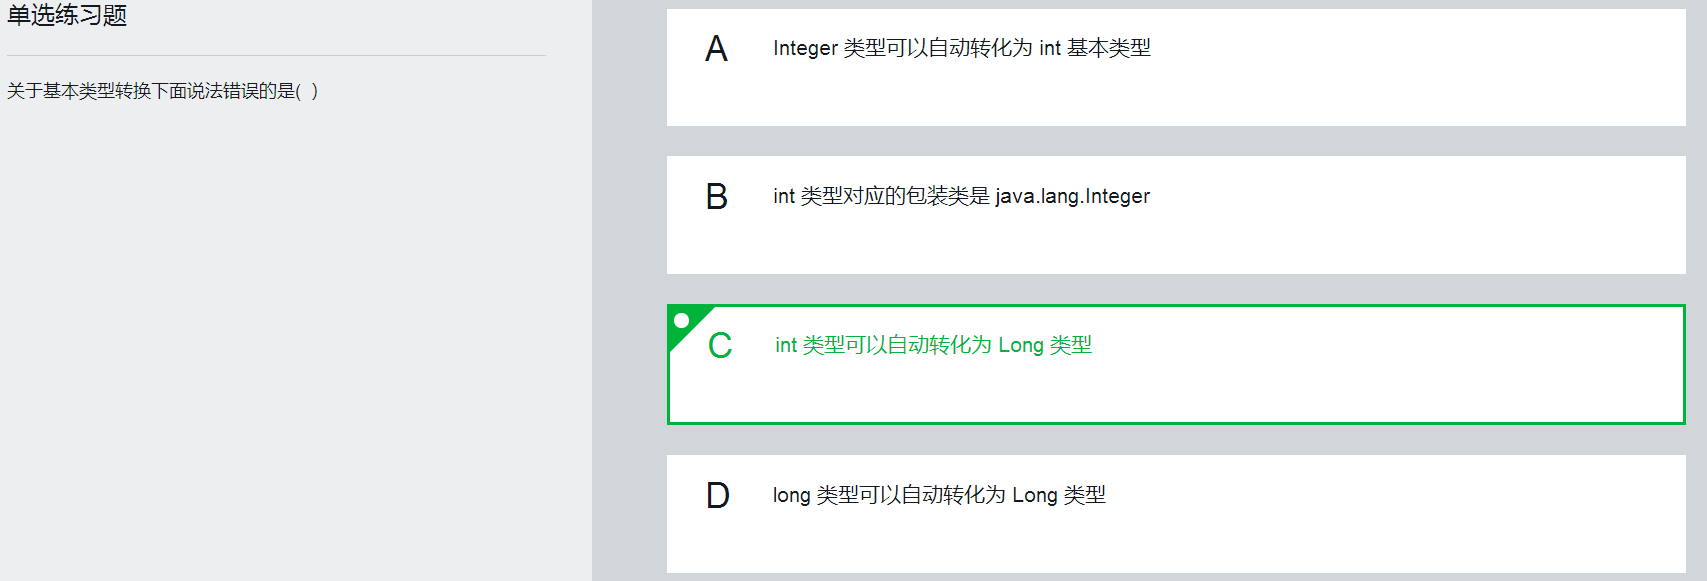 单选练习题
关于基本类型转换下面说法错误的是( )
A Integer 类型可以自动转化为 int 基本类型
B int 类型对应的包装类是 java.lang.Integer
C int 类型可以自动转化为 Long 类型
D long 类型可以自动转化为 Long 类型